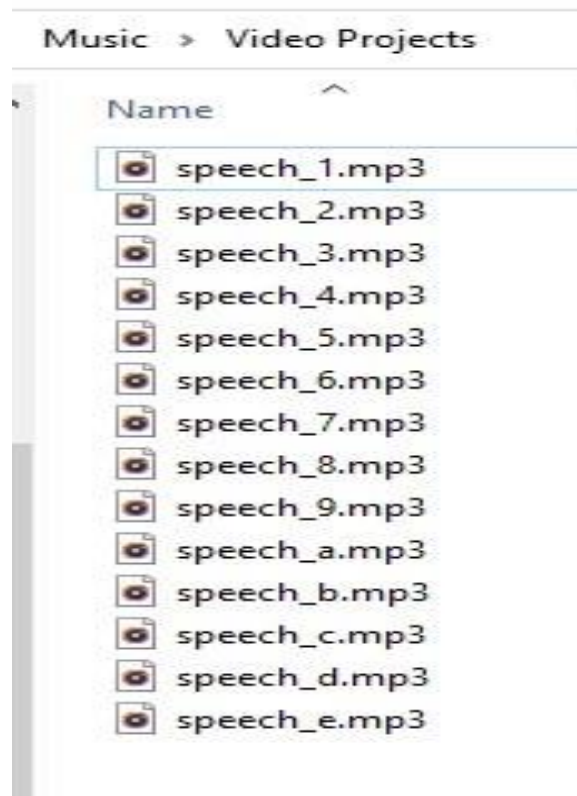 Music > Video Projects
Name
speech_1.mp3
speech_2.mp3
speech_3.mp3
speech_4.mp3
speech_5.mp3
speech_6.mp3
speech_7.mp3
speech_8.mp3
speech_9.mp3
speech_a.mp3
speech_b.mp3
speech_c.mp3
speech_d.mp3
speech_e.mp3